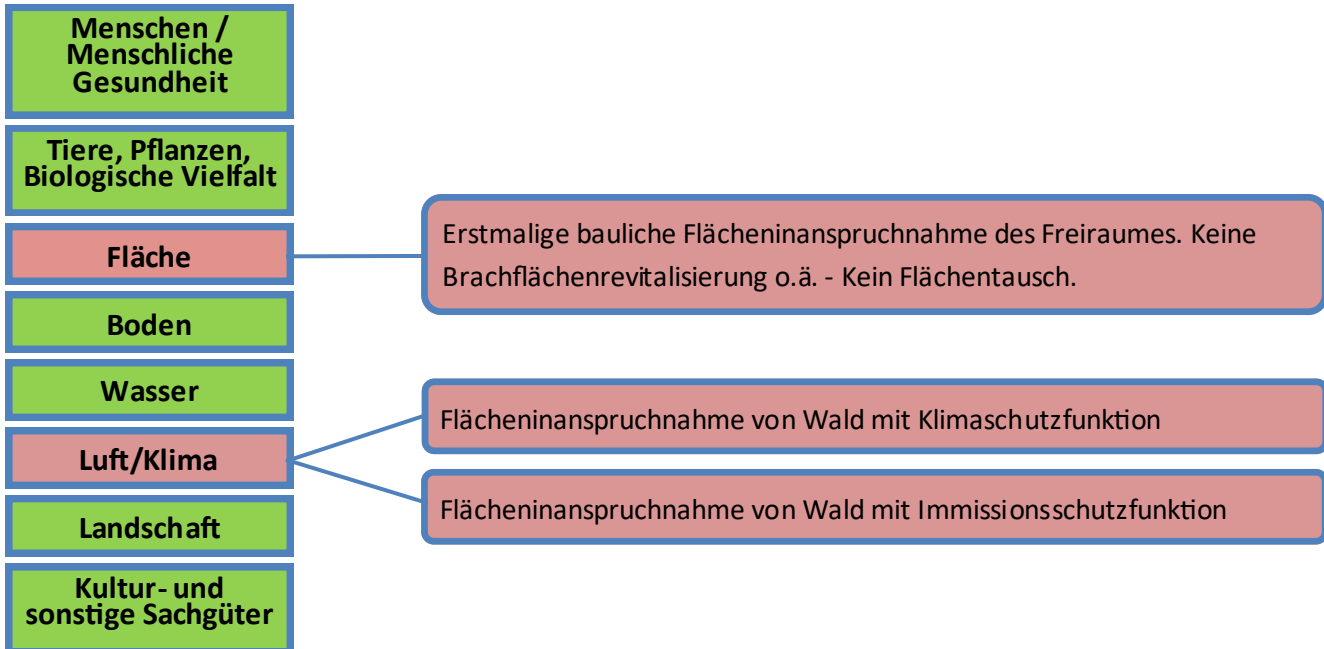 Menschen /
Menschliche
Gesundheit
Tiere, Pflanzen,
Biologische Vielfalt
Fläche
Erstmalige bauliche Flächeninanspruchnahme des Freiraumes. Keine
Brachflächenrevitalisierung o.ä. - Kein Flächentausch.
Boden
Wasser
Luft/Klima
Flächeninanspruchnahme von Wald mit Klimaschutzfunktion
Flächeninanspruchnahme von Wald mit Immissionsschutzfunktion
Landschaft
Kultur- und
sonstige Sachgüter